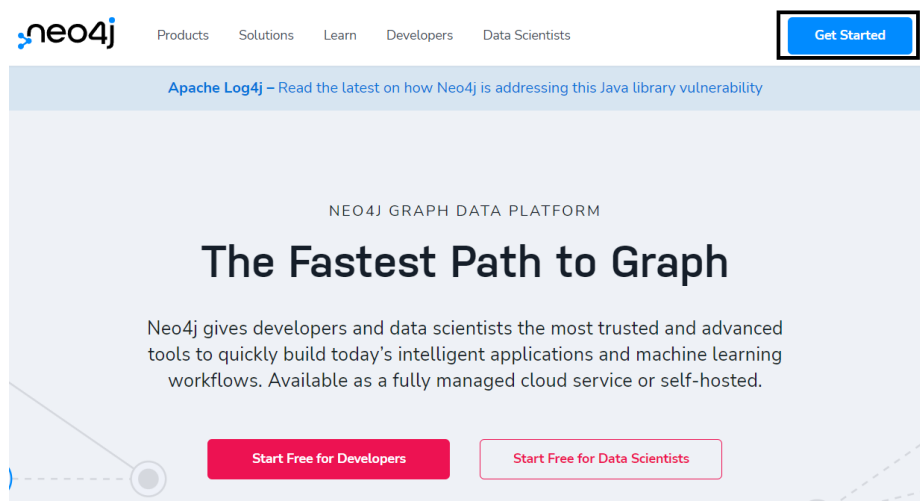 neo4j
Products Solutions Learn Developers Data Scientists Get Started
Apache Log4j – Read the latest on how Neo4j is addressing this Java library vulnerability
NEO4J GRAPH DATA PLATFORM
The Fastest Path to Graph
Neo4j gives developers and data scientists the most trusted and advanced
tools to quickly build today's intelligent applications and machine learning
workflows. Available as a fully managed cloud service or self-hosted.
Start Free for Developers Start Free for Data Scientists